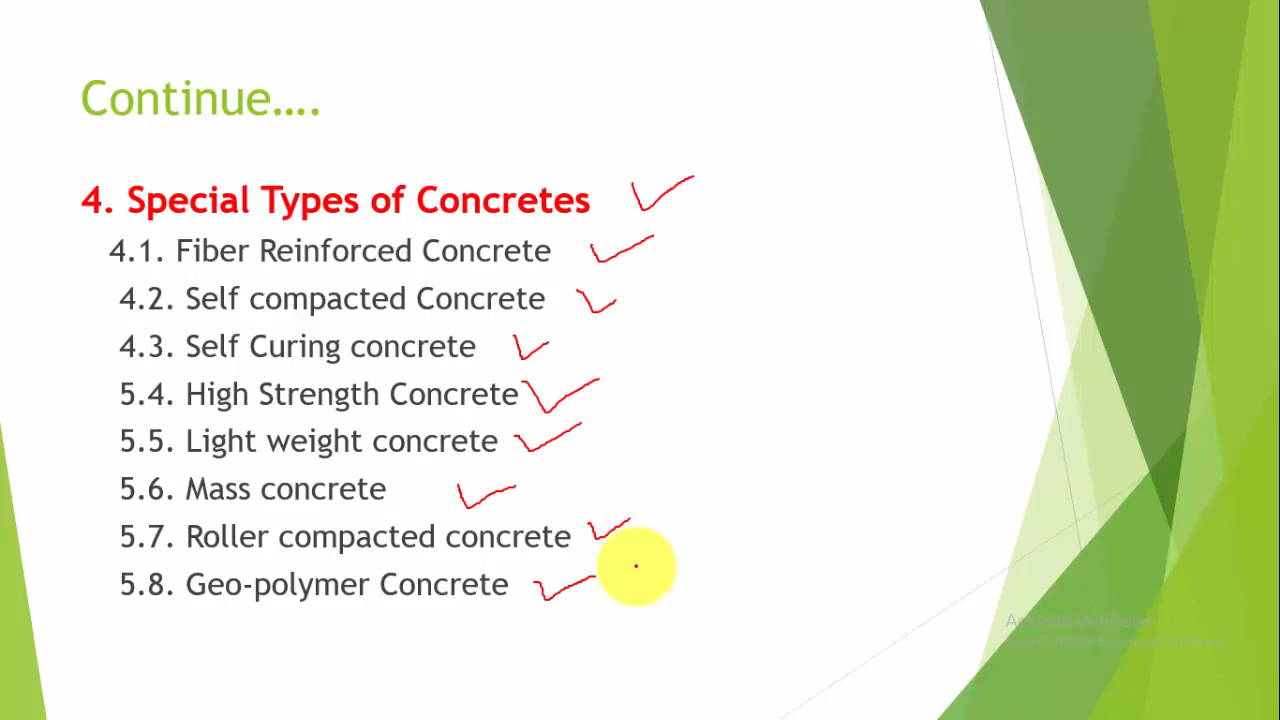 Continue....
4. Special Types of Concretes
4.1. Fiber Reinforced Concrete
4.2. Self compacted Concrete
4.3. Self Curing concrete
5.4. High Strength Concrete
5.5. Light weight concrete
5.6. Mass concrete
5.7. Roller compacted concrete
5.8. Geo-polymer Concrete
Activate Windows